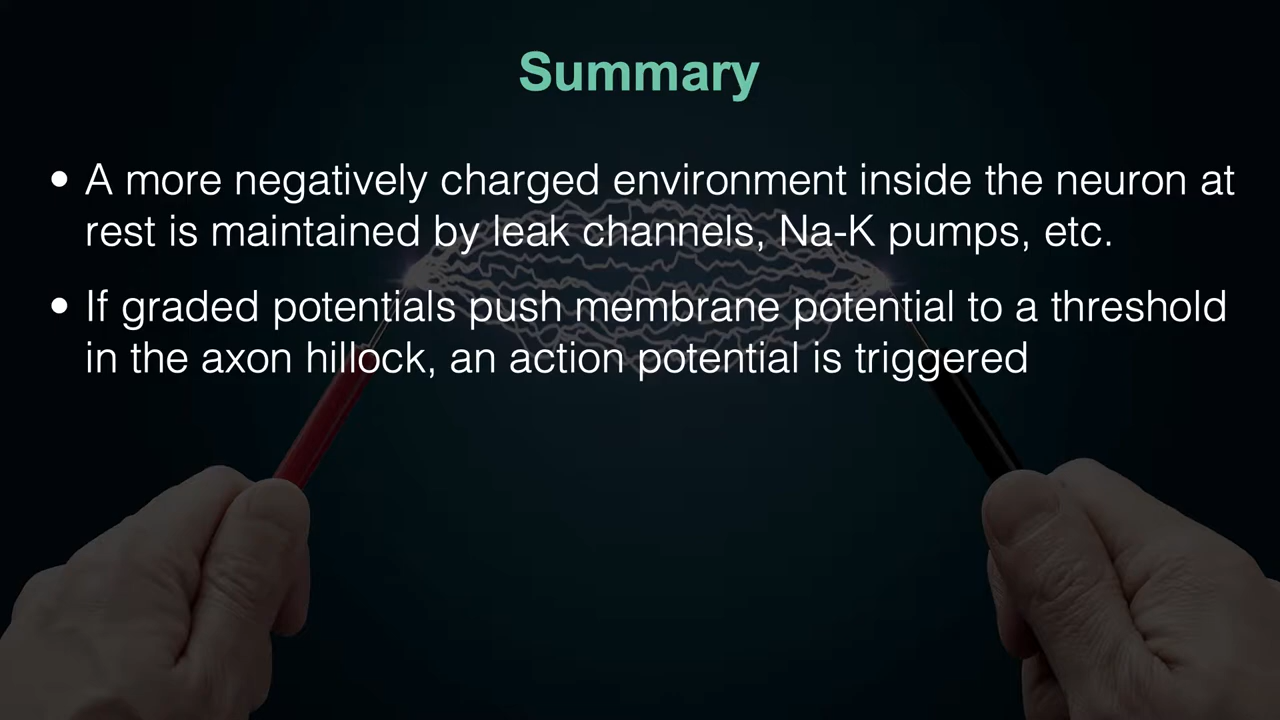 Summary
• A more negatively charged environment inside the neuron at
rest is maintained by leak channels, Na-K pumps, etc.
• If graded potentials push membrane potential to a threshold
in the axon hillock, an action potential is triggered